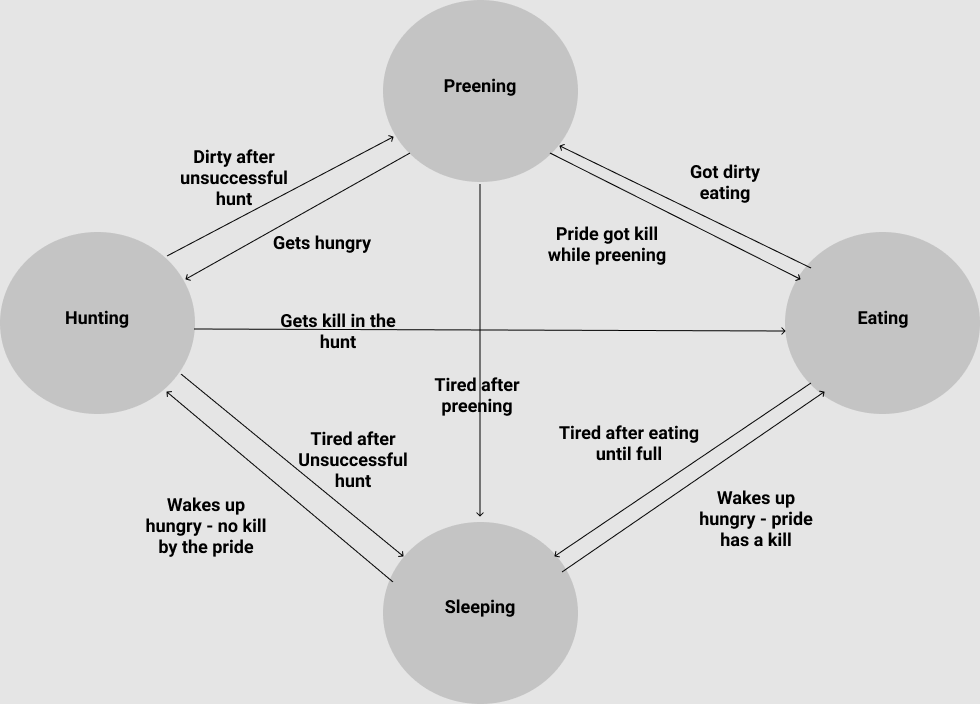 Preening
Dirty after
unsuccessful
hunt
Got dirty
eating
Gets hungry
Pride got kill
while preening
Hunting
Eating
Gets kill in the
hunt
Tired after
preening
Tired after
Unsuccessful
hunt
Tired after eating
until full
Wakes up
hungry - no kill
by the pride
Wakes up
hungry - pride
has a kill
Sleeping